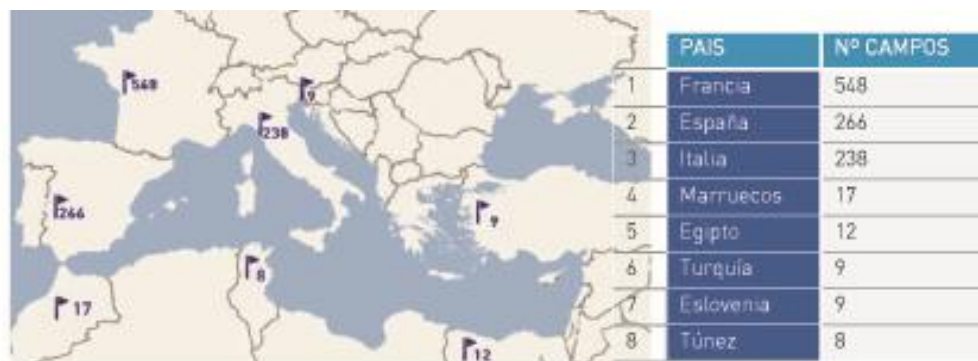 548
9
238
266
9
8
17
12
PAIS Nº CAMPOS
1 Francia 548
2 España 266
3 Italia 238
4 Marruecos 17
5 Egipto 12
6 Turquía 9
7 Eslovenia 9
8 Túnez 8